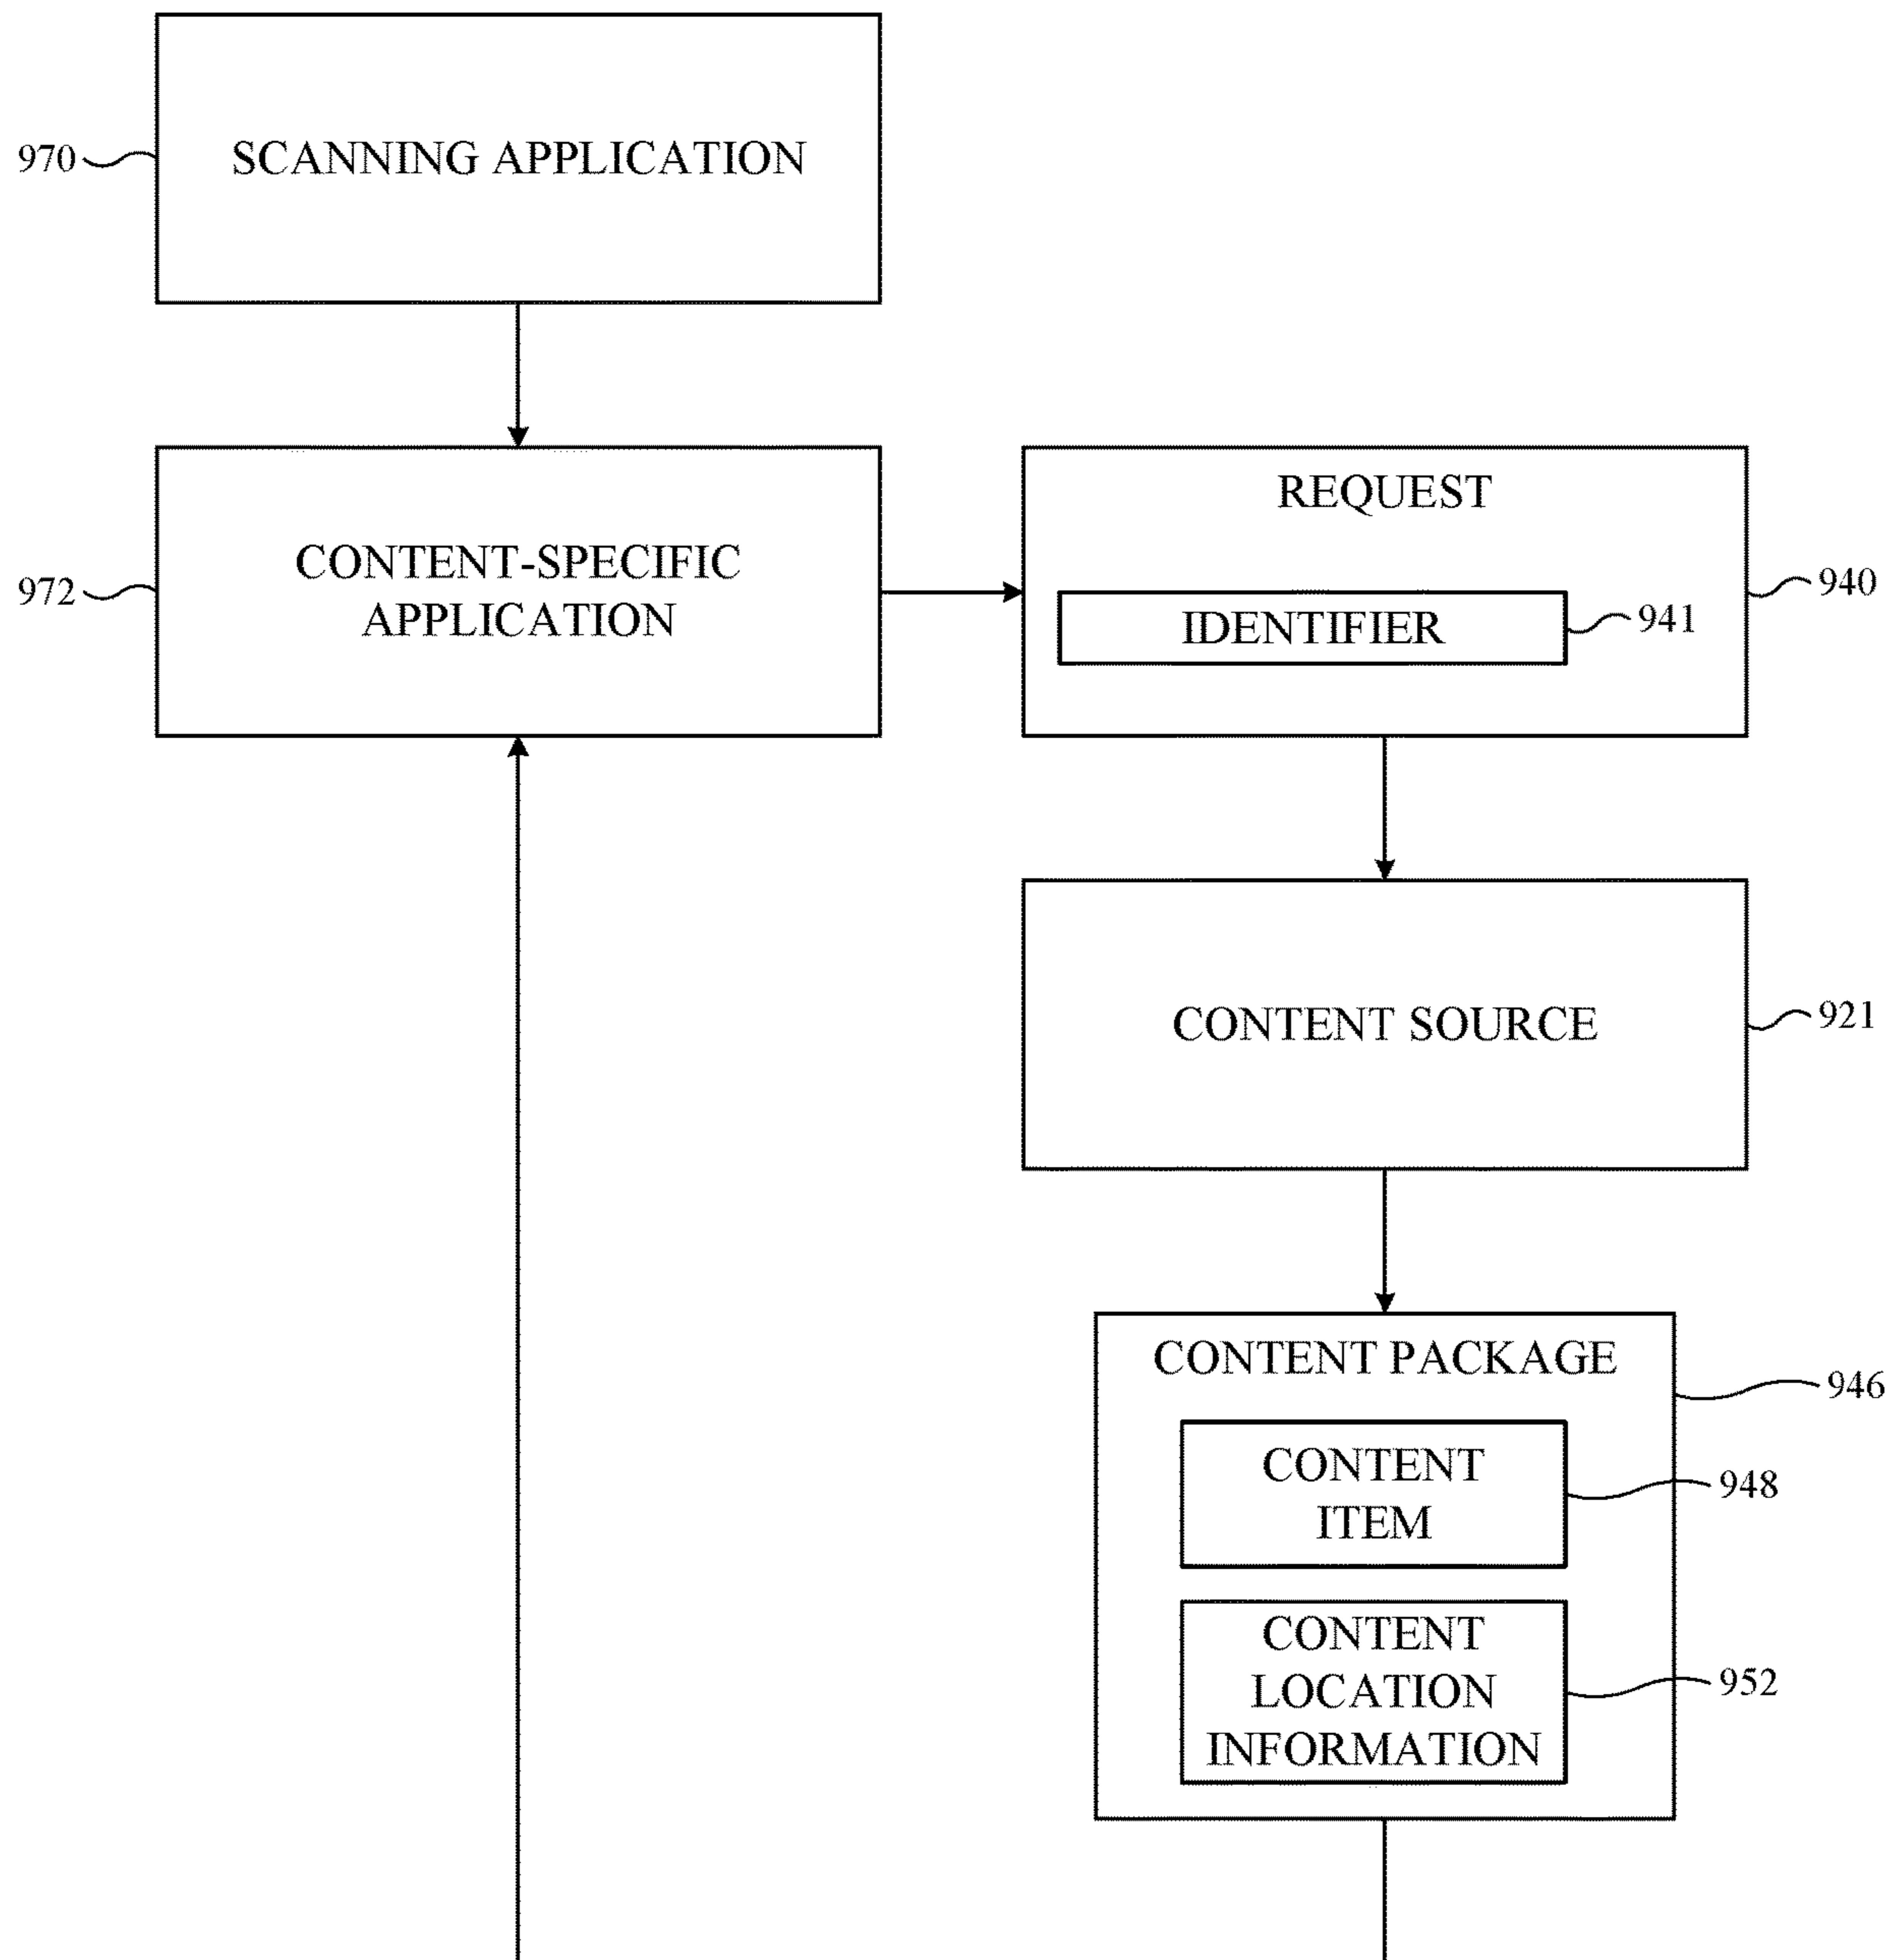 970
SCANNING APPLICATION
972
CONTENT-SPECIFIC
APPLICATION
REQUEST
940
IDENTIFIER
941
CONTENT SOURCE
921
CONTENT PACKAGE
946
CONTENT
ITEM
948
CONTENT
LOCATION
INFORMATION
952